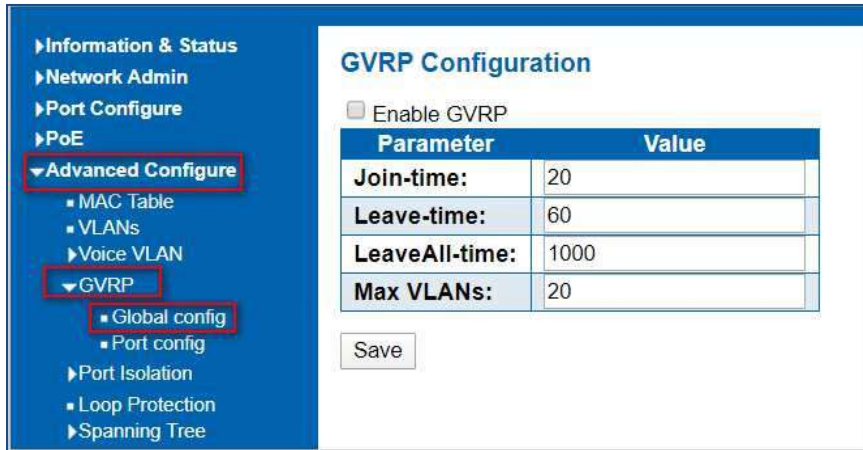 Information & Status
Network Admin
Port Configure
PoE
Advanced Configure
MAC Table
VLANs
Voice VLAN
GVRP
Global config
Port config
Port Isolation
Loop Protection
Spanning Tree
GVRP Configuration
Enable GVRP
Parameter Value
Join-time: 20
Leave-time: 60
LeaveAll-time: 1000
Max VLANs: 20
Save